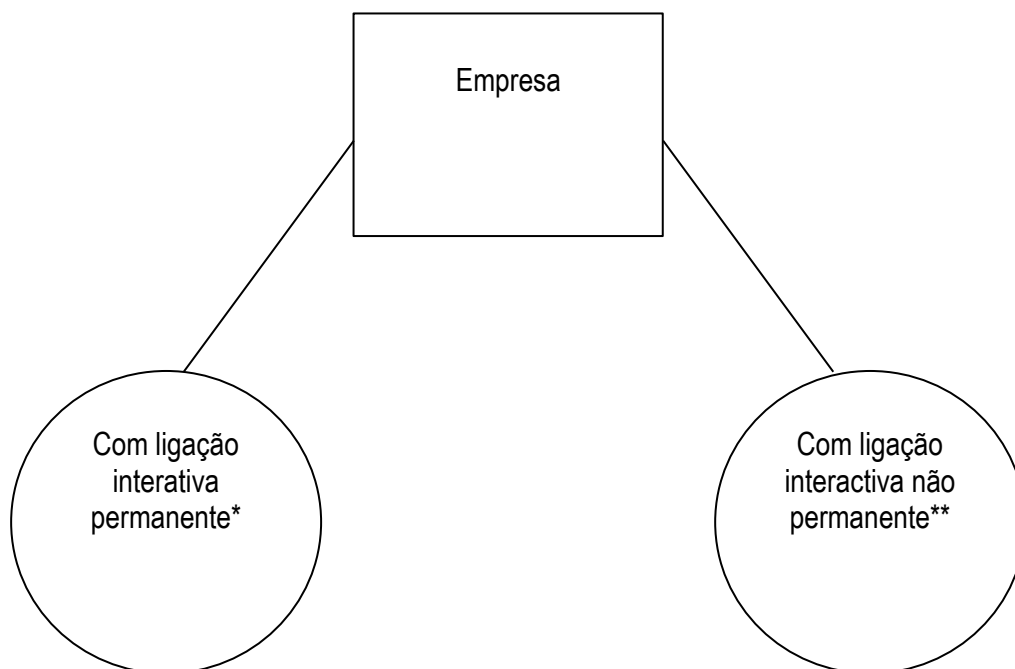 Empresa
Com ligação
interativa
permanente*
Com ligação
interactiva não
permanente**